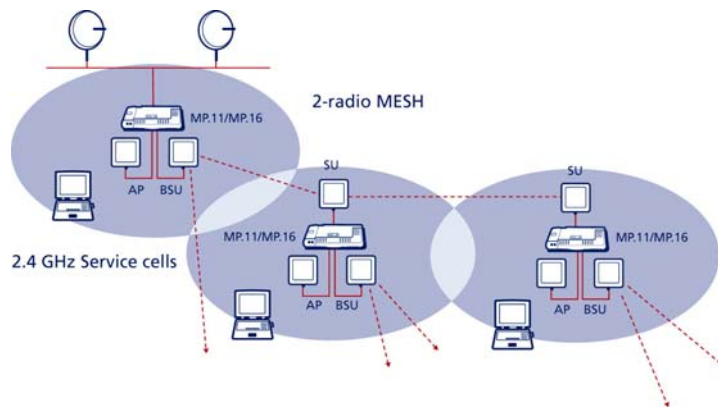 2-radio MESH
MP.11/MP.16
AP
BSU
SU
SU
MP.11/MP.16
MP.11/MP.16
2.4 GHz Service cells
AP
BSU
AP
BSU